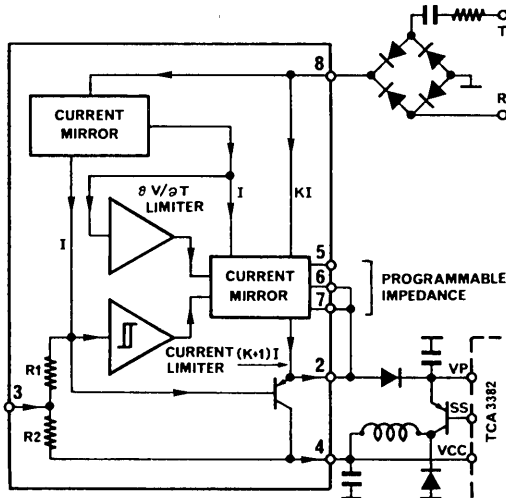 T
8
CURRENT
MIRROR
R
∂ V/∂T
LIMITER
I
KI
I
5
CURRENT
MIRROR
6
7
PROGRAMMABLE
IMPEDANCE
CURRENT (K+1) I
LIMITER
2
R1
3
R2
VP
SS
VCC
4
TCA 3382